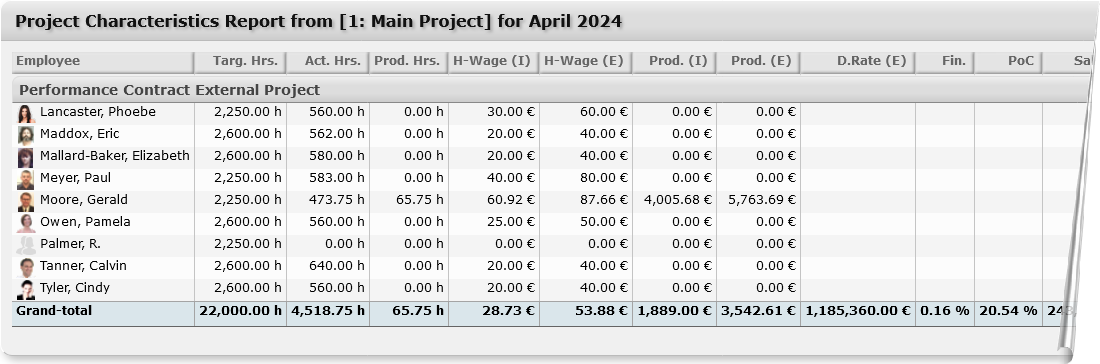 Project Characteristics Report from [1: Main Project] for April 2024
Employee Targ. Hrs. Act. Hrs. Prod. Hrs. H-Wage (I) H-Wage (E) Prod. (I) Prod. (E) D.Rate (E) Fin. PoC
Performance Contract External Project
Lancaster, Phoebe 2,250.00 h 560.00 h 0.00 h 30.00 € 60.00 € 0.00 € 0.00 €
Maddox, Eric 2,600.00 h 562.00 h 0.00 h 20.00 € 40.00 € 0.00 € 0.00 €
Mallard-Baker, Elizabeth 2,600.00 h 580.00 h 0.00 h 20.00 € 40.00 € 0.00 € 0.00 €
Meyer, Paul 2,250.00 h 583.00 h 0.00 h 40.00 € 80.00 € 0.00 € 0.00 €
Moore, Gerald 2,250.00 h 473.75 h 65.75 h 60.92 € 87.66 € 4,005.68 € 5,763.69 €
Owen, Pamela 2,600.00 h 560.00 h 0.00 h 25.00 € 50.00 € 0.00 € 0.00 €
Palmer, R. 2,250.00 h 0.00 h 0.00 h 0.00 € 0.00 € 0.00 € 0.00 €
Tanner, Calvin 2,600.00 h 640.00 h 0.00 h 20.00 € 40.00 € 0.00 € 0.00 €
Tyler, Cindy 2,600.00 h 560.00 h 0.00 h 20.00 € 40.00 € 0.00 € 0.00 €
Grand-total 22,000.00 h 4,518.75 h 65.75 h 28.73 € 53.88 € 1,889.00 € 3,542.61 € 1,185,360.00 € 0.16 % 20.54 %